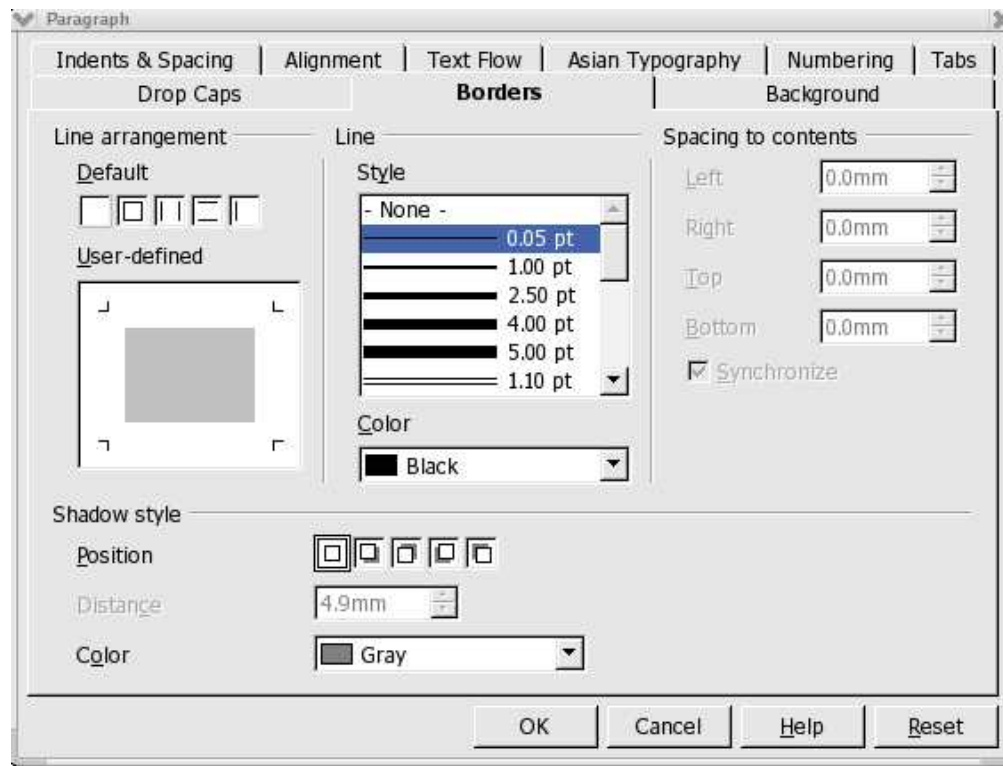 Paragraph
Indents & Spacing Alignment Text Flow Asian Typography Numbering Tabs
Drop Caps Borders Background
Line arrangement
Default
User-defined
Line
Style
- None -
0.05 pt
1.00 pt
2.50 pt
4.00 pt
5.00 pt
1.10 pt
Color
Black
Spacing to contents
Left 0.0mm
Right 0.0mm
Top 0.0mm
Bottom 0.0mm
Synchronize
Shadow style
Position
Distance 4.9mm
Color Gray
OK Cancel Help Reset